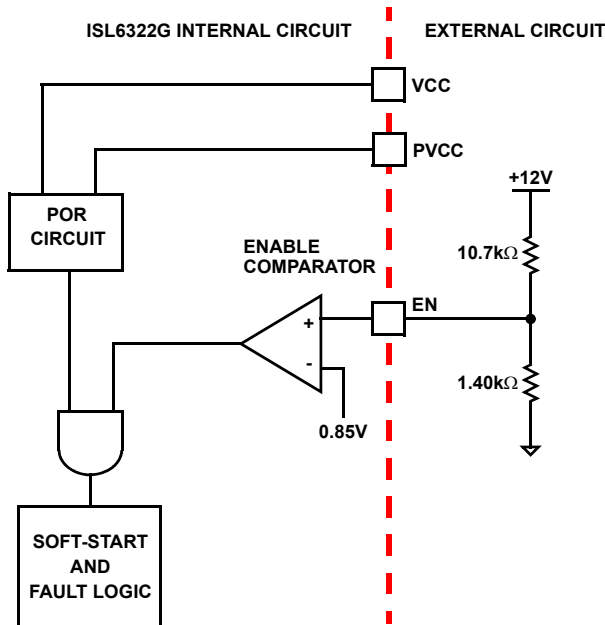 ISL6322G INTERNAL CIRCUIT
EXTERNAL CIRCUIT
VCC
PVCC
+12V
POR
CIRCUIT
10.7kΩ
ENABLE
COMPARATOR
EN
+
-
1.40kΩ
0.85V
SOFT-START
AND
FAULT LOGIC